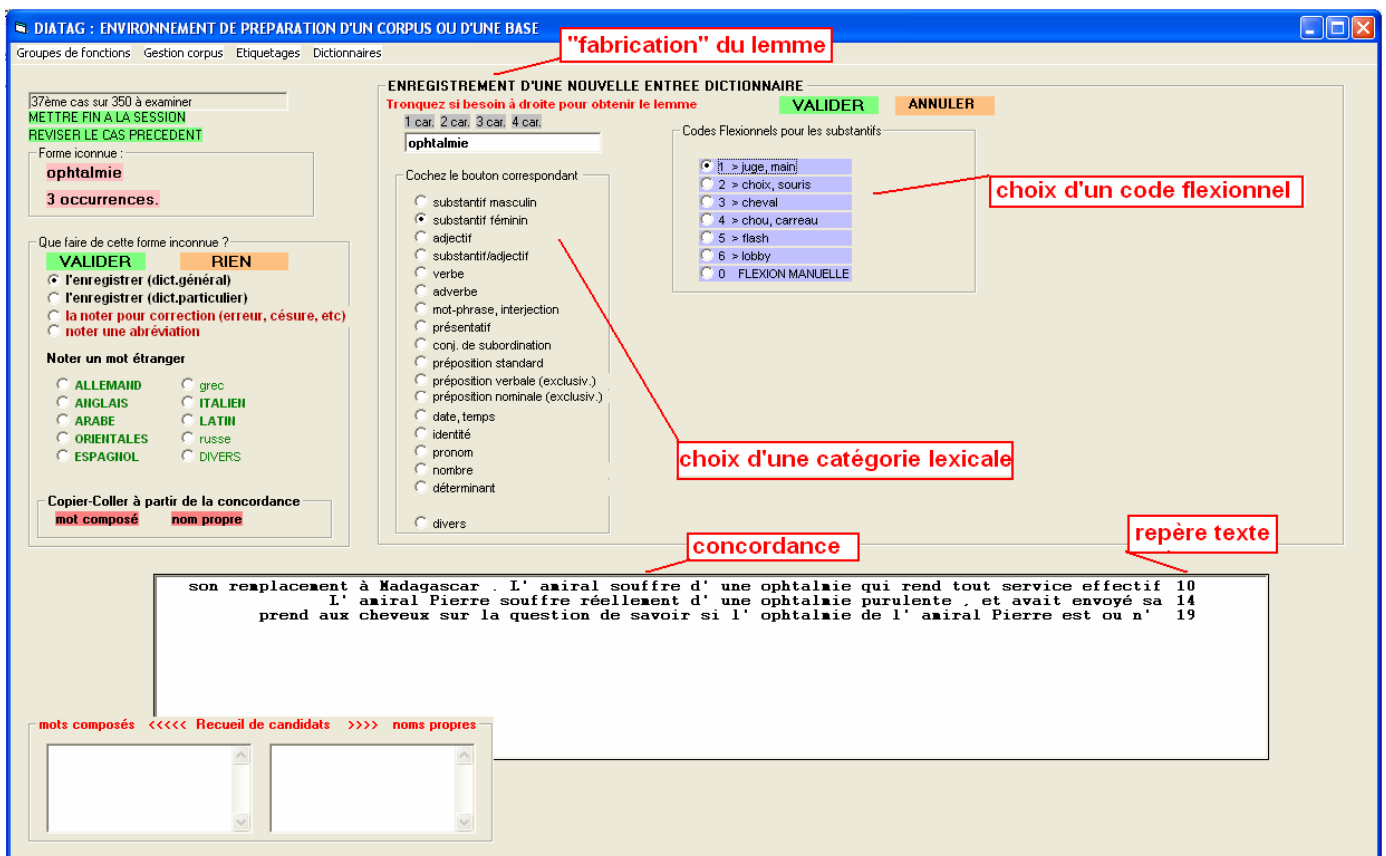 DIATAG : ENVIRONNEMENT DE PREPARATION D'UN CORPUS OU D'UNE BASE
Groupes de fonctions Gestion corpus Etiquetages Dictionnaires
"fabrication" du lemme
37ème cas sur 350 à examiner
METTRE FIN A LA SESSION
REVISER LE CAS PRECEDENT
Forme iconnue :
ophtalmie
3 occurrences.
Que faire de cette forme inconnue ?
VALIDER RIEN
l'enregistrer (dict.général)
l'enregistrer (dict.particulier)
la noter pour correction (erreur, césure, etc)
noter une abréviation
Noter un mot étranger
ALLEMAND grec
ANGLAIS ITALIEN
ARABE LATIN
ORIENTALES russe
ESPAGNOL DIVERS
Copier-Coller à partir de la concordance
mot composé nom propre
ENREGISTREMENT D'UNE NOUVELLE ENTREE DICTIONNAIRE
Tronquez si besoin à droite pour obtenir le lemme
VALIDER ANNULER
1 car. 2 car. 3 car. 4 car.
ophtalmie
Cochez le bouton correspondant
substantif masculin
substantif féminin
adjectif
substantif/adjectif
verbe
adverbe
mot-phrase, interjection
présentatif
conj. de subordination
préposition standard
préposition verbale (exclusiv.)
préposition nominale (exclusiv.)
date, temps
identité
pronom
nombre
déterminant
divers
Codes Flexionnels pour les substantifs
1 > juge, main
2 > choix, souris
3 > cheval
4 > chou, carreau
5 > flash
6 > lobby
0 FLEXION MANUELLE
choix d'un code flexionnel
choix d'une catégorie lexicale
concordance
repère texte
son remplacement à Madagascar . L' amiral souffre d' une ophtalmie qui rend tout service effectif 10
L' amiral Pierre souffre réellement d' une ophtalmie purulente , et avait envoyé sa 14
prend aux cheveux sur la question de savoir si l' ophtalmie de l' amiral Pierre est ou n' 19
mots composés <<<<< Recueil de candidats >>>> noms propres